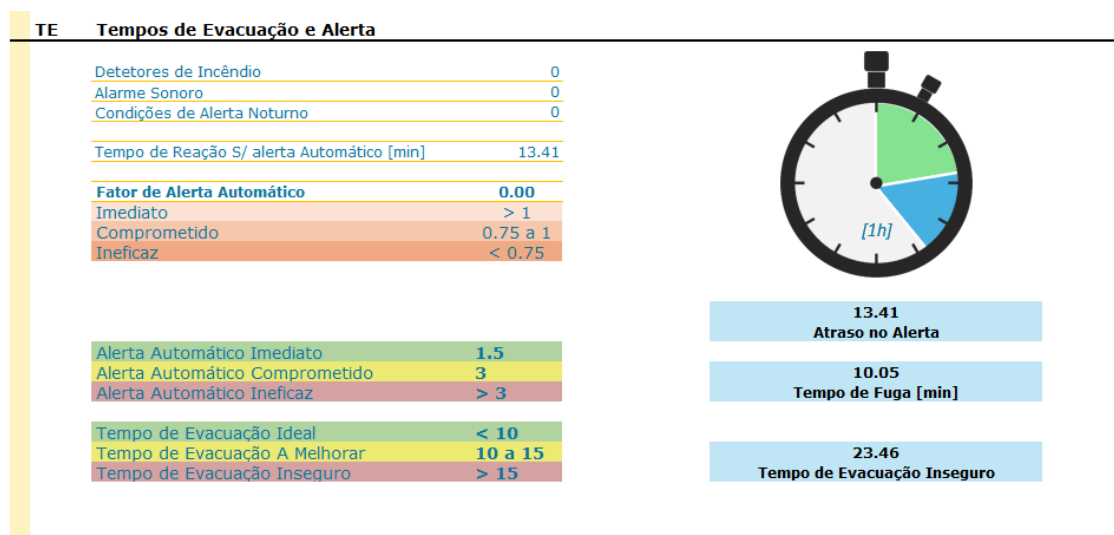 TE Tempos de Evacuação e Alerta
Detetores de Incêndio 0
Alarme Sonoro 0
Condições de Alerta Noturno 0
Tempo de Reação S/ alerta Automático [min] 13.41
Fator de Alerta Automático 0.00
Imediato > 1
Comprometido 0.75 a 1
Ineficaz < 0.75
[1h]
13.41
Atraso no Alerta
Alerta Automático Imediato 1.5
Alerta Automático Comprometido 3
Alerta Automático Ineficaz > 3
10.05
Tempo de Fuga [min]
Tempo de Evacuação Ideal < 10
Tempo de Evacuação A Melhorar 10 a 15
Tempo de Evacuação Inseguro > 15
23.46
Tempo de Evacuação Inseguro